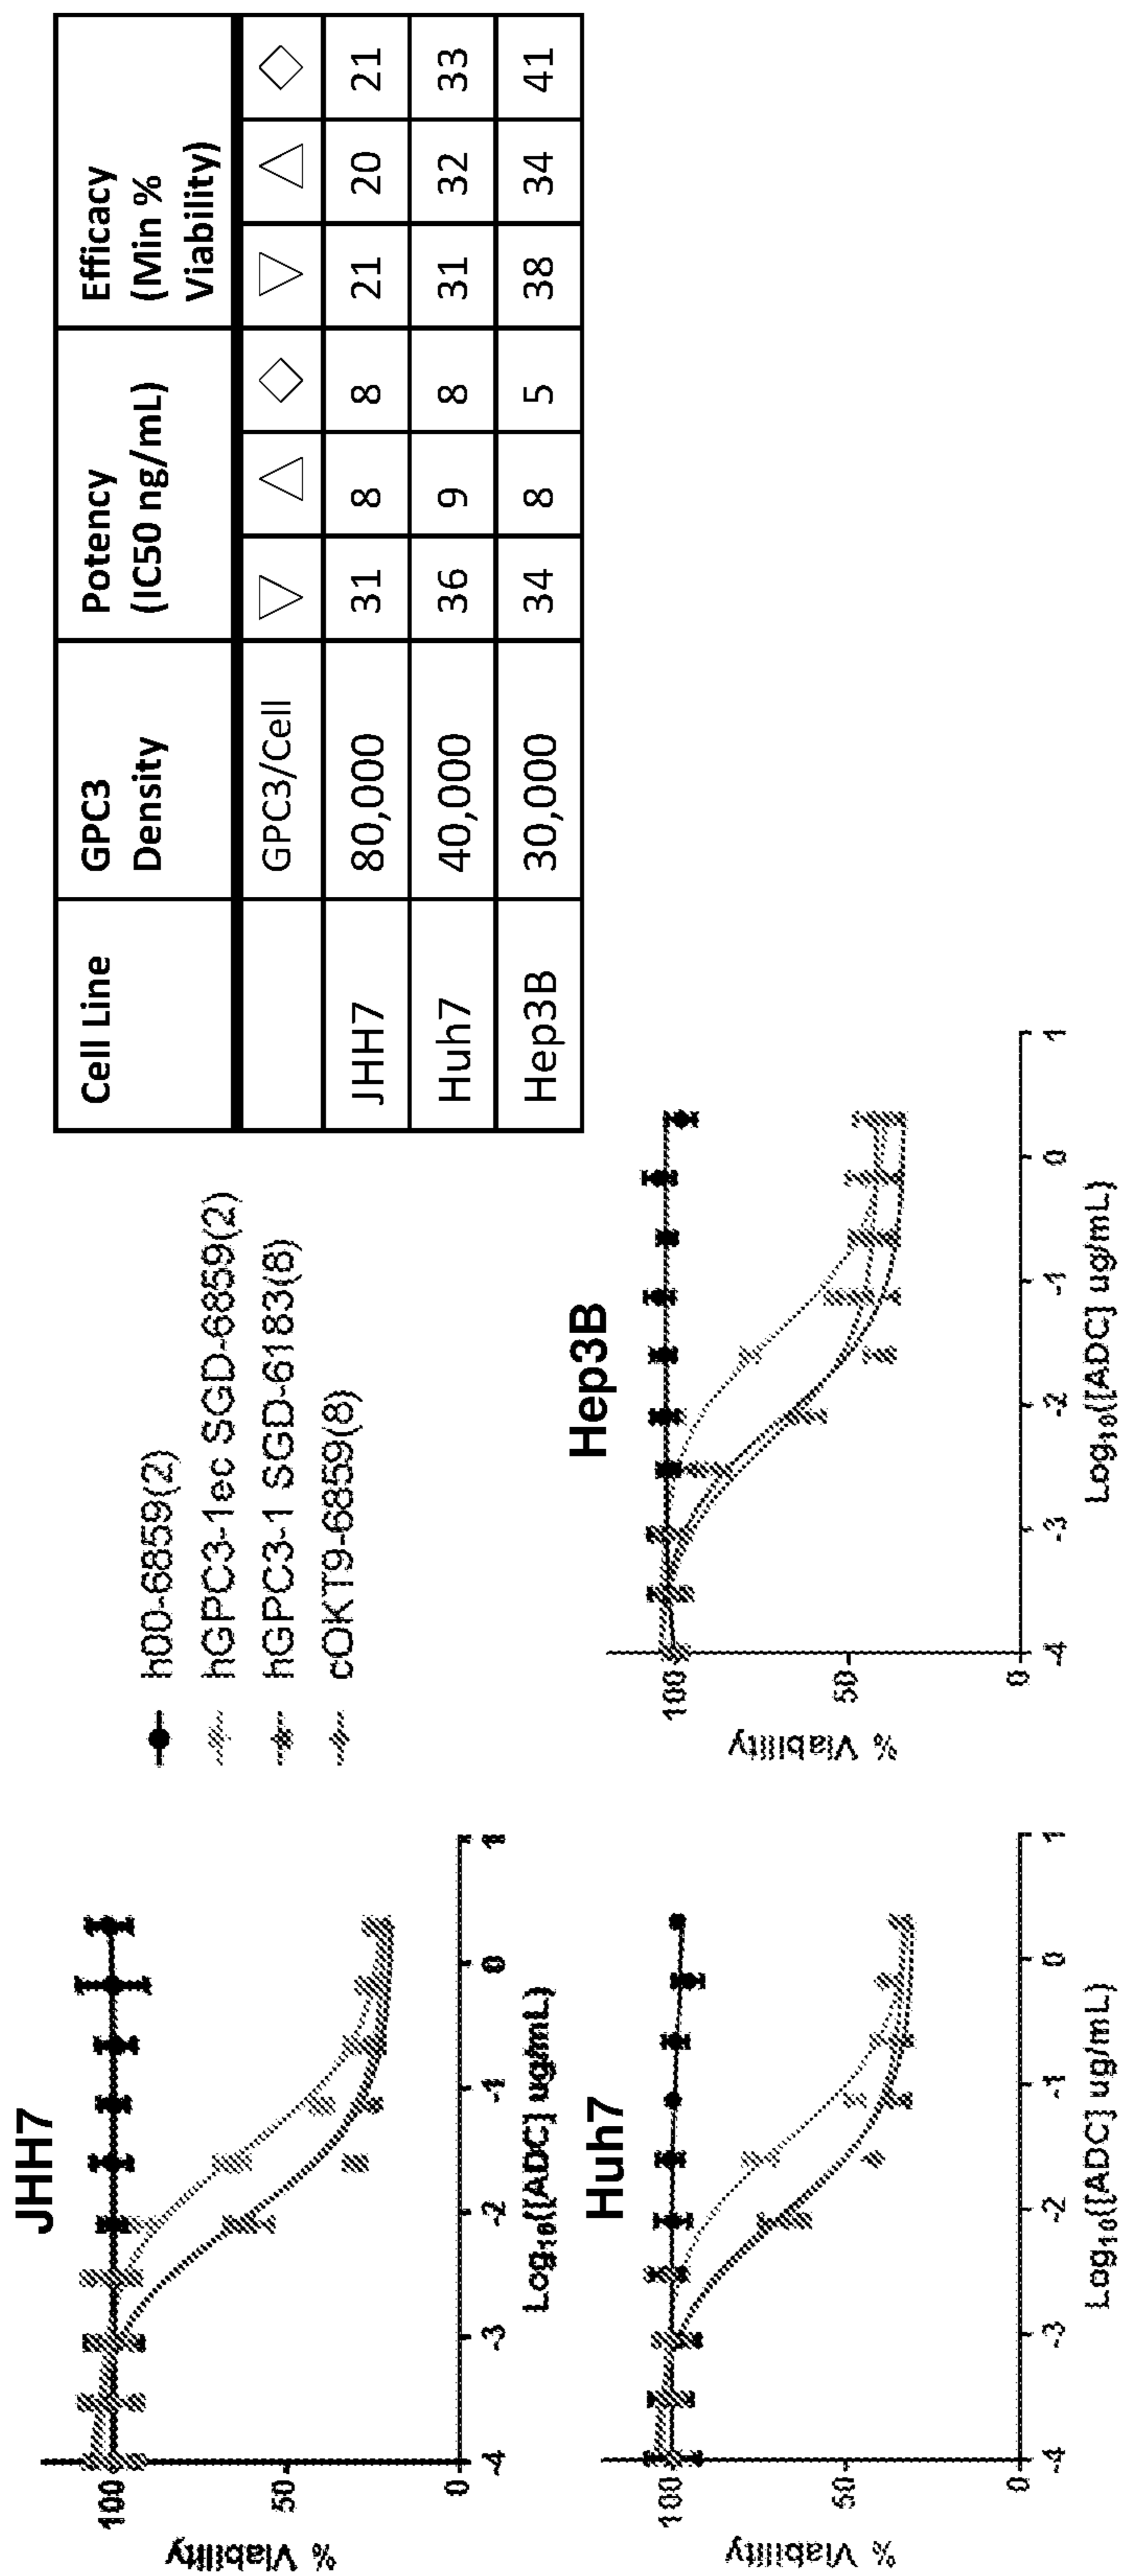 JHH7
% Viability
100
50
0
-4
-3
-2
-1
0
1
Log10([ADC] ug/mL)
h00-6859(2)
hGPC3-1ec SGD-6859(2)
hGPC3-1 SGD-6183(8)
cOKT9-6859(8)
Cell Line GPC3 Density Potency (IC50 ng/mL) Efficacy (Min % Viability)
GPC3/Cell ▽ △ ◇ ▽ △ ◇
JHH7 80,000 31 8 8 21 20 21
Huh7 40,000 36 9 8 31 32 33
Hep3B 30,000 34 8 5 38 34 41
Huh7
% Viability
100
50
0
-4
-3
-2
-1
0
1
Log10([ADC] ug/mL)
Hep3B
% Viability
100
50
0
-4
-3
-2
-1
0
1
Log10([ADC] ug/mL)